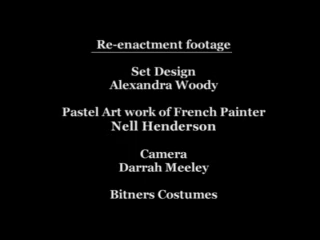 Re-enactment footage
Set Design
Alexandra Woody
Pastel Art work of French Painter
Nell Henderson
Camera
Darrah Meeley
Bitners Costumes